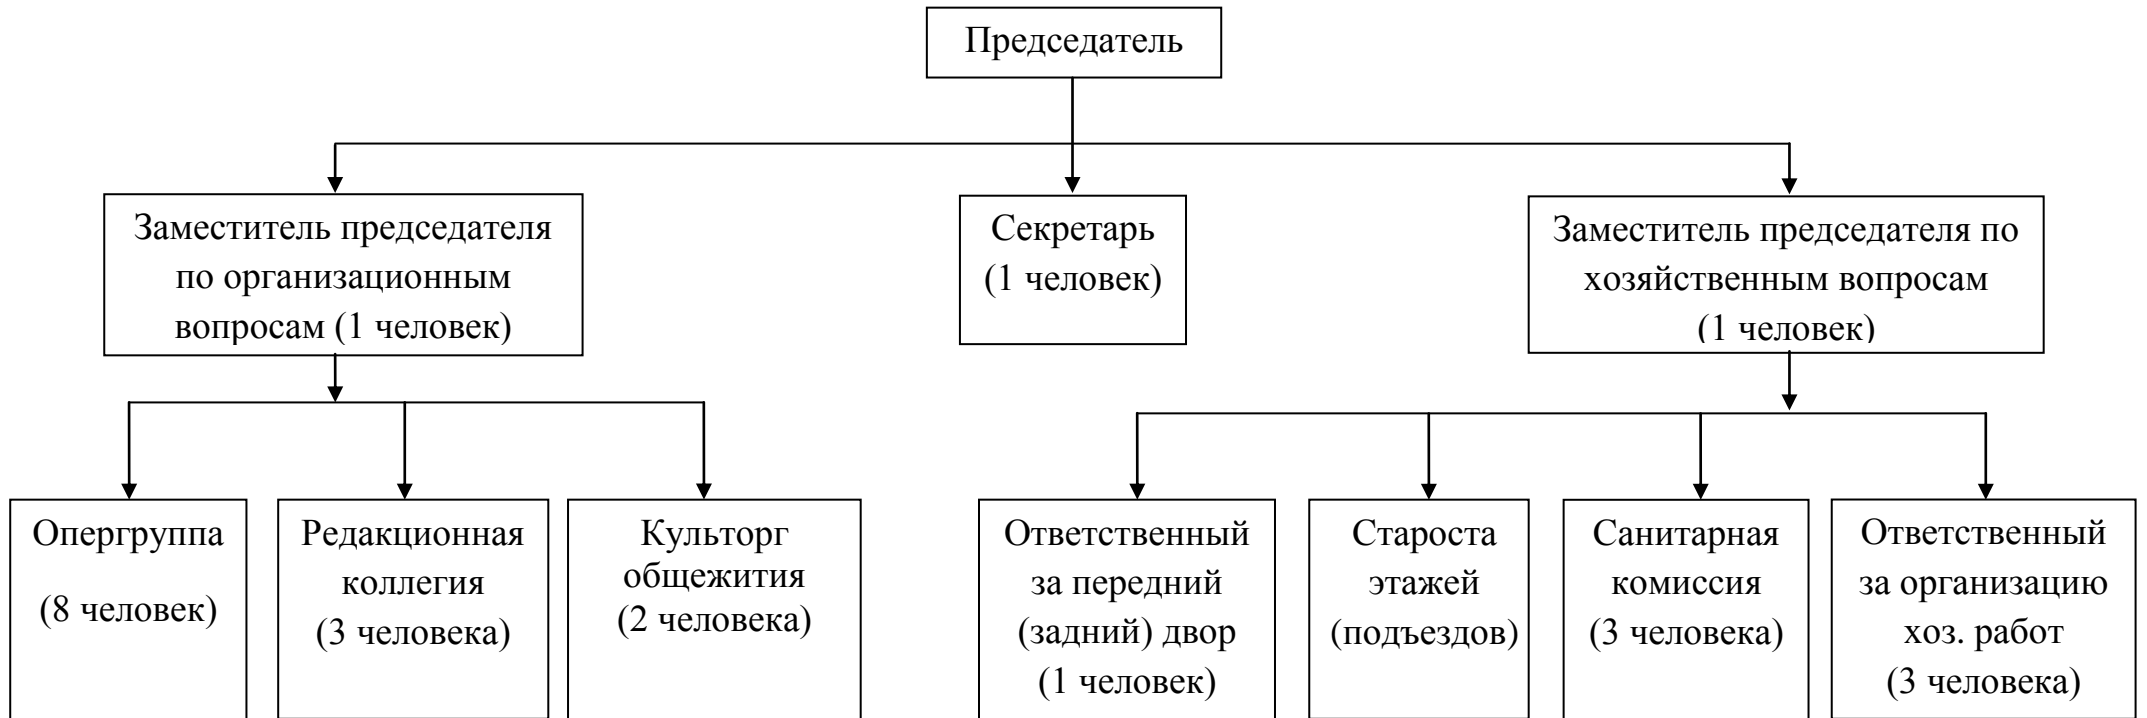 Председатель
Заместитель председателя
по организационным
вопросам (1 человек)
Секретарь
(1 человек)
Заместитель председателя по
хозяйственным вопросам
(1 человек)
Опергруппа
(8 человек)
Редакционная
коллегия
(3 человека)
Культорг
общежития
(2 человека)
Ответственный
за передний
(задний) двор
(1 человек)
Староста
этажей
(подъездов)
Санитарная
комиссия
(3 человека)
Ответственный
за организацию
хоз. работ
(3 человека)